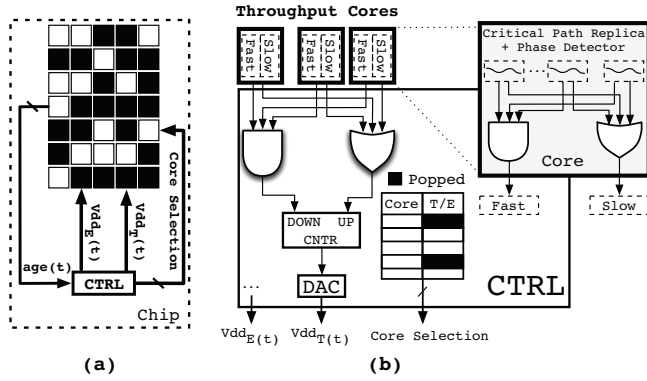 Vdd_E(t)
Vdd_T(t)
Core Selection
age(t)
CTRL
Chip
(a)
Throughput Cores
Fast
Slow
Fast
Slow
Fast
Slow
Critical Path Replica
+ Phase Detector
Core
Fast
Slow
Popped
Core T/E
DOWN UP
CNTR
DAC
CTRL
...
Vdd_E(t)
Vdd_T(t)
Core Selection
(b)